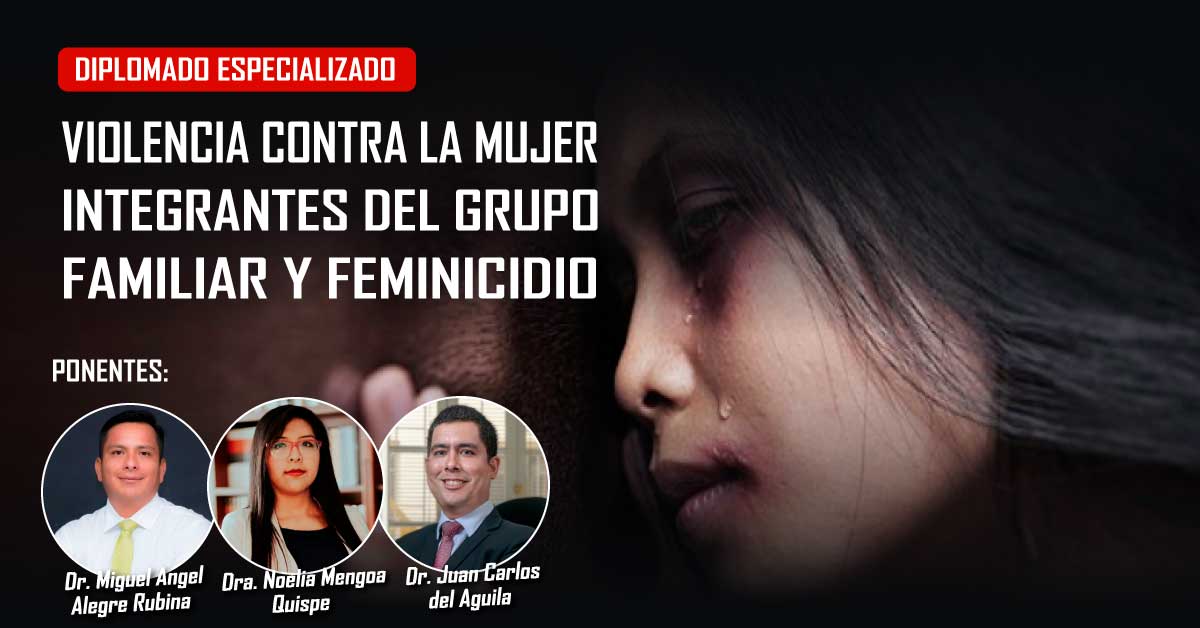 DIPLOMADO ESPECIALIZADO
VIOLENCIA CONTRA LA MUJER
INTEGRANTES DEL GRUPO
FAMILIAR Y FEMINICIDIO
PONENTES:
Dr. Miguel Angel
Alegre Rubina
Dra. Noelia Mengoa
Quispe
Dr. Juan Carlos
del Aguila